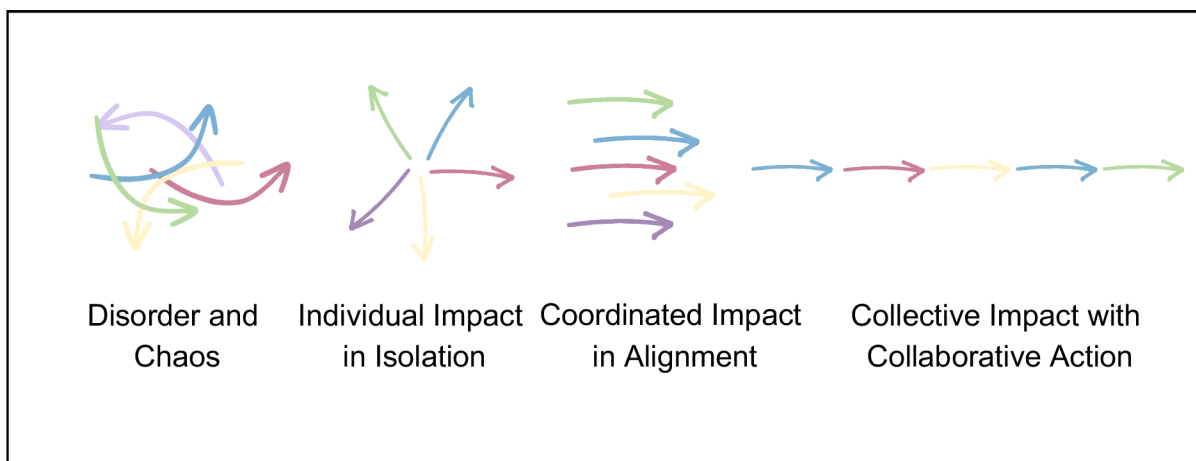 Disorder and
Chaos
Individual Impact
in Isolation
Coordinated Impact
in Alignment
Collective Impact with
Collaborative Action